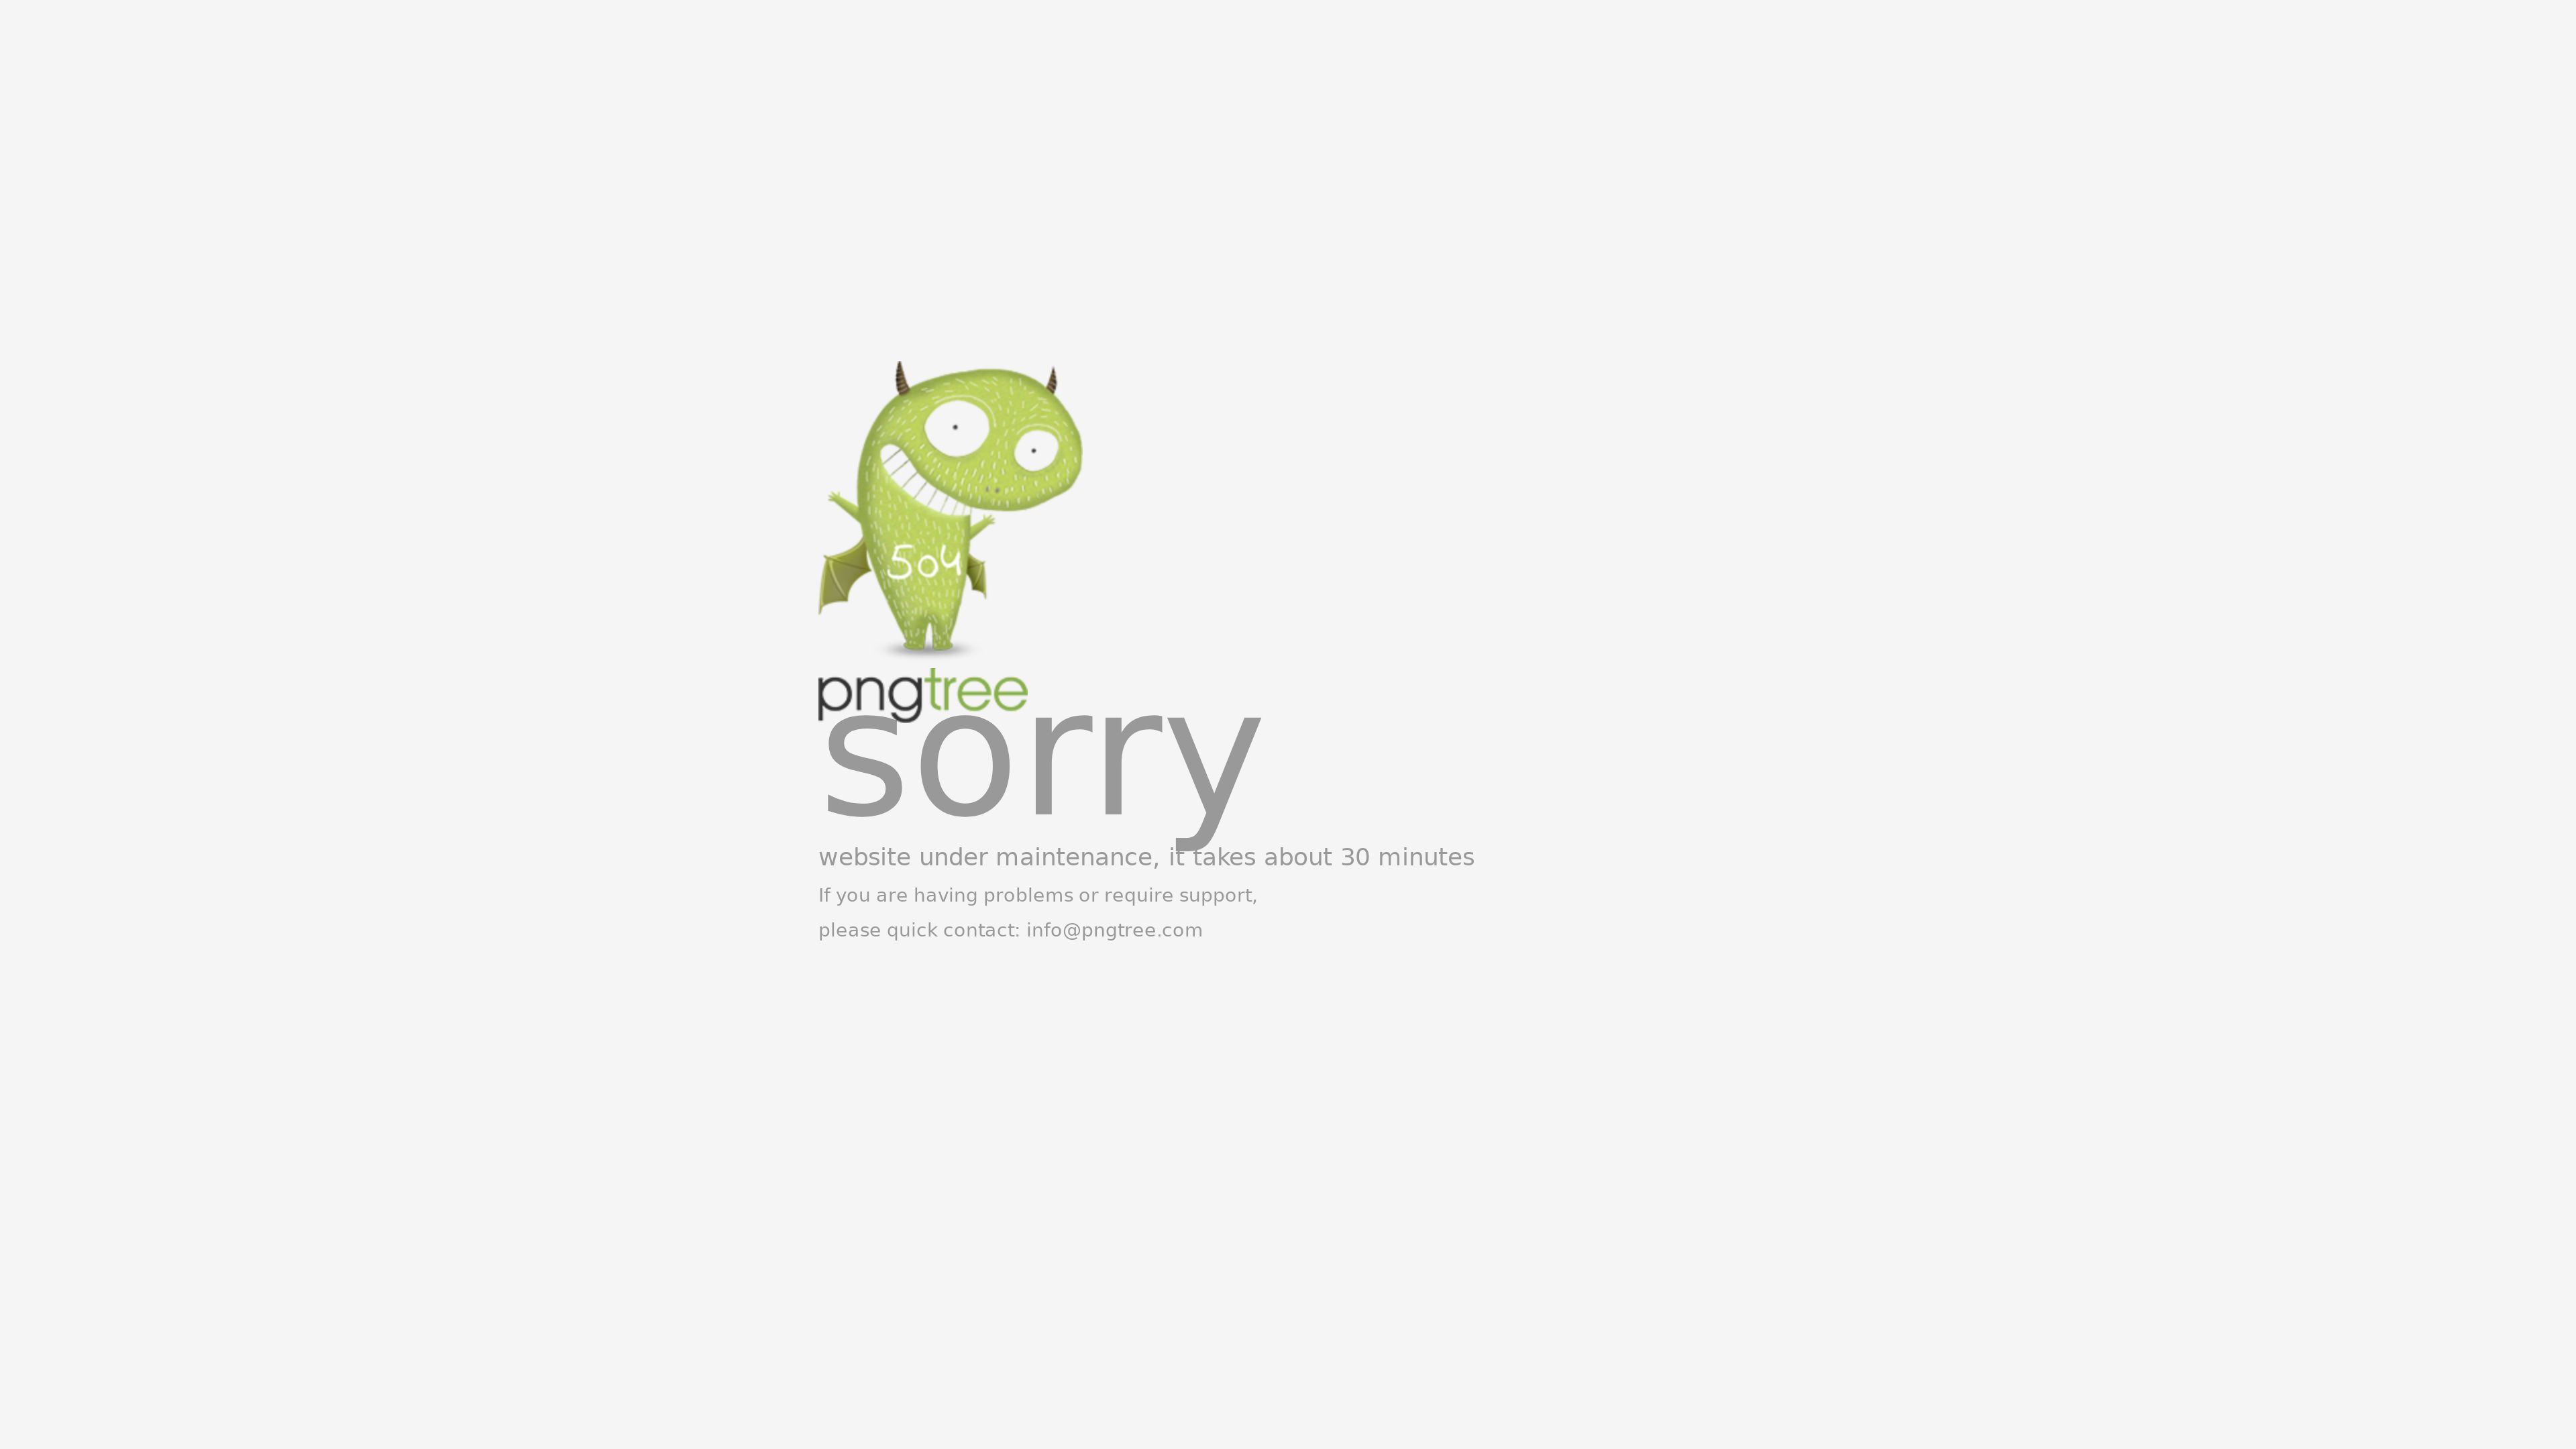 504
pngtree
sorry
website under maintenance, it takes about 30 minutes
If you are having problems or require support,
please quick contact: info@pngtree.com